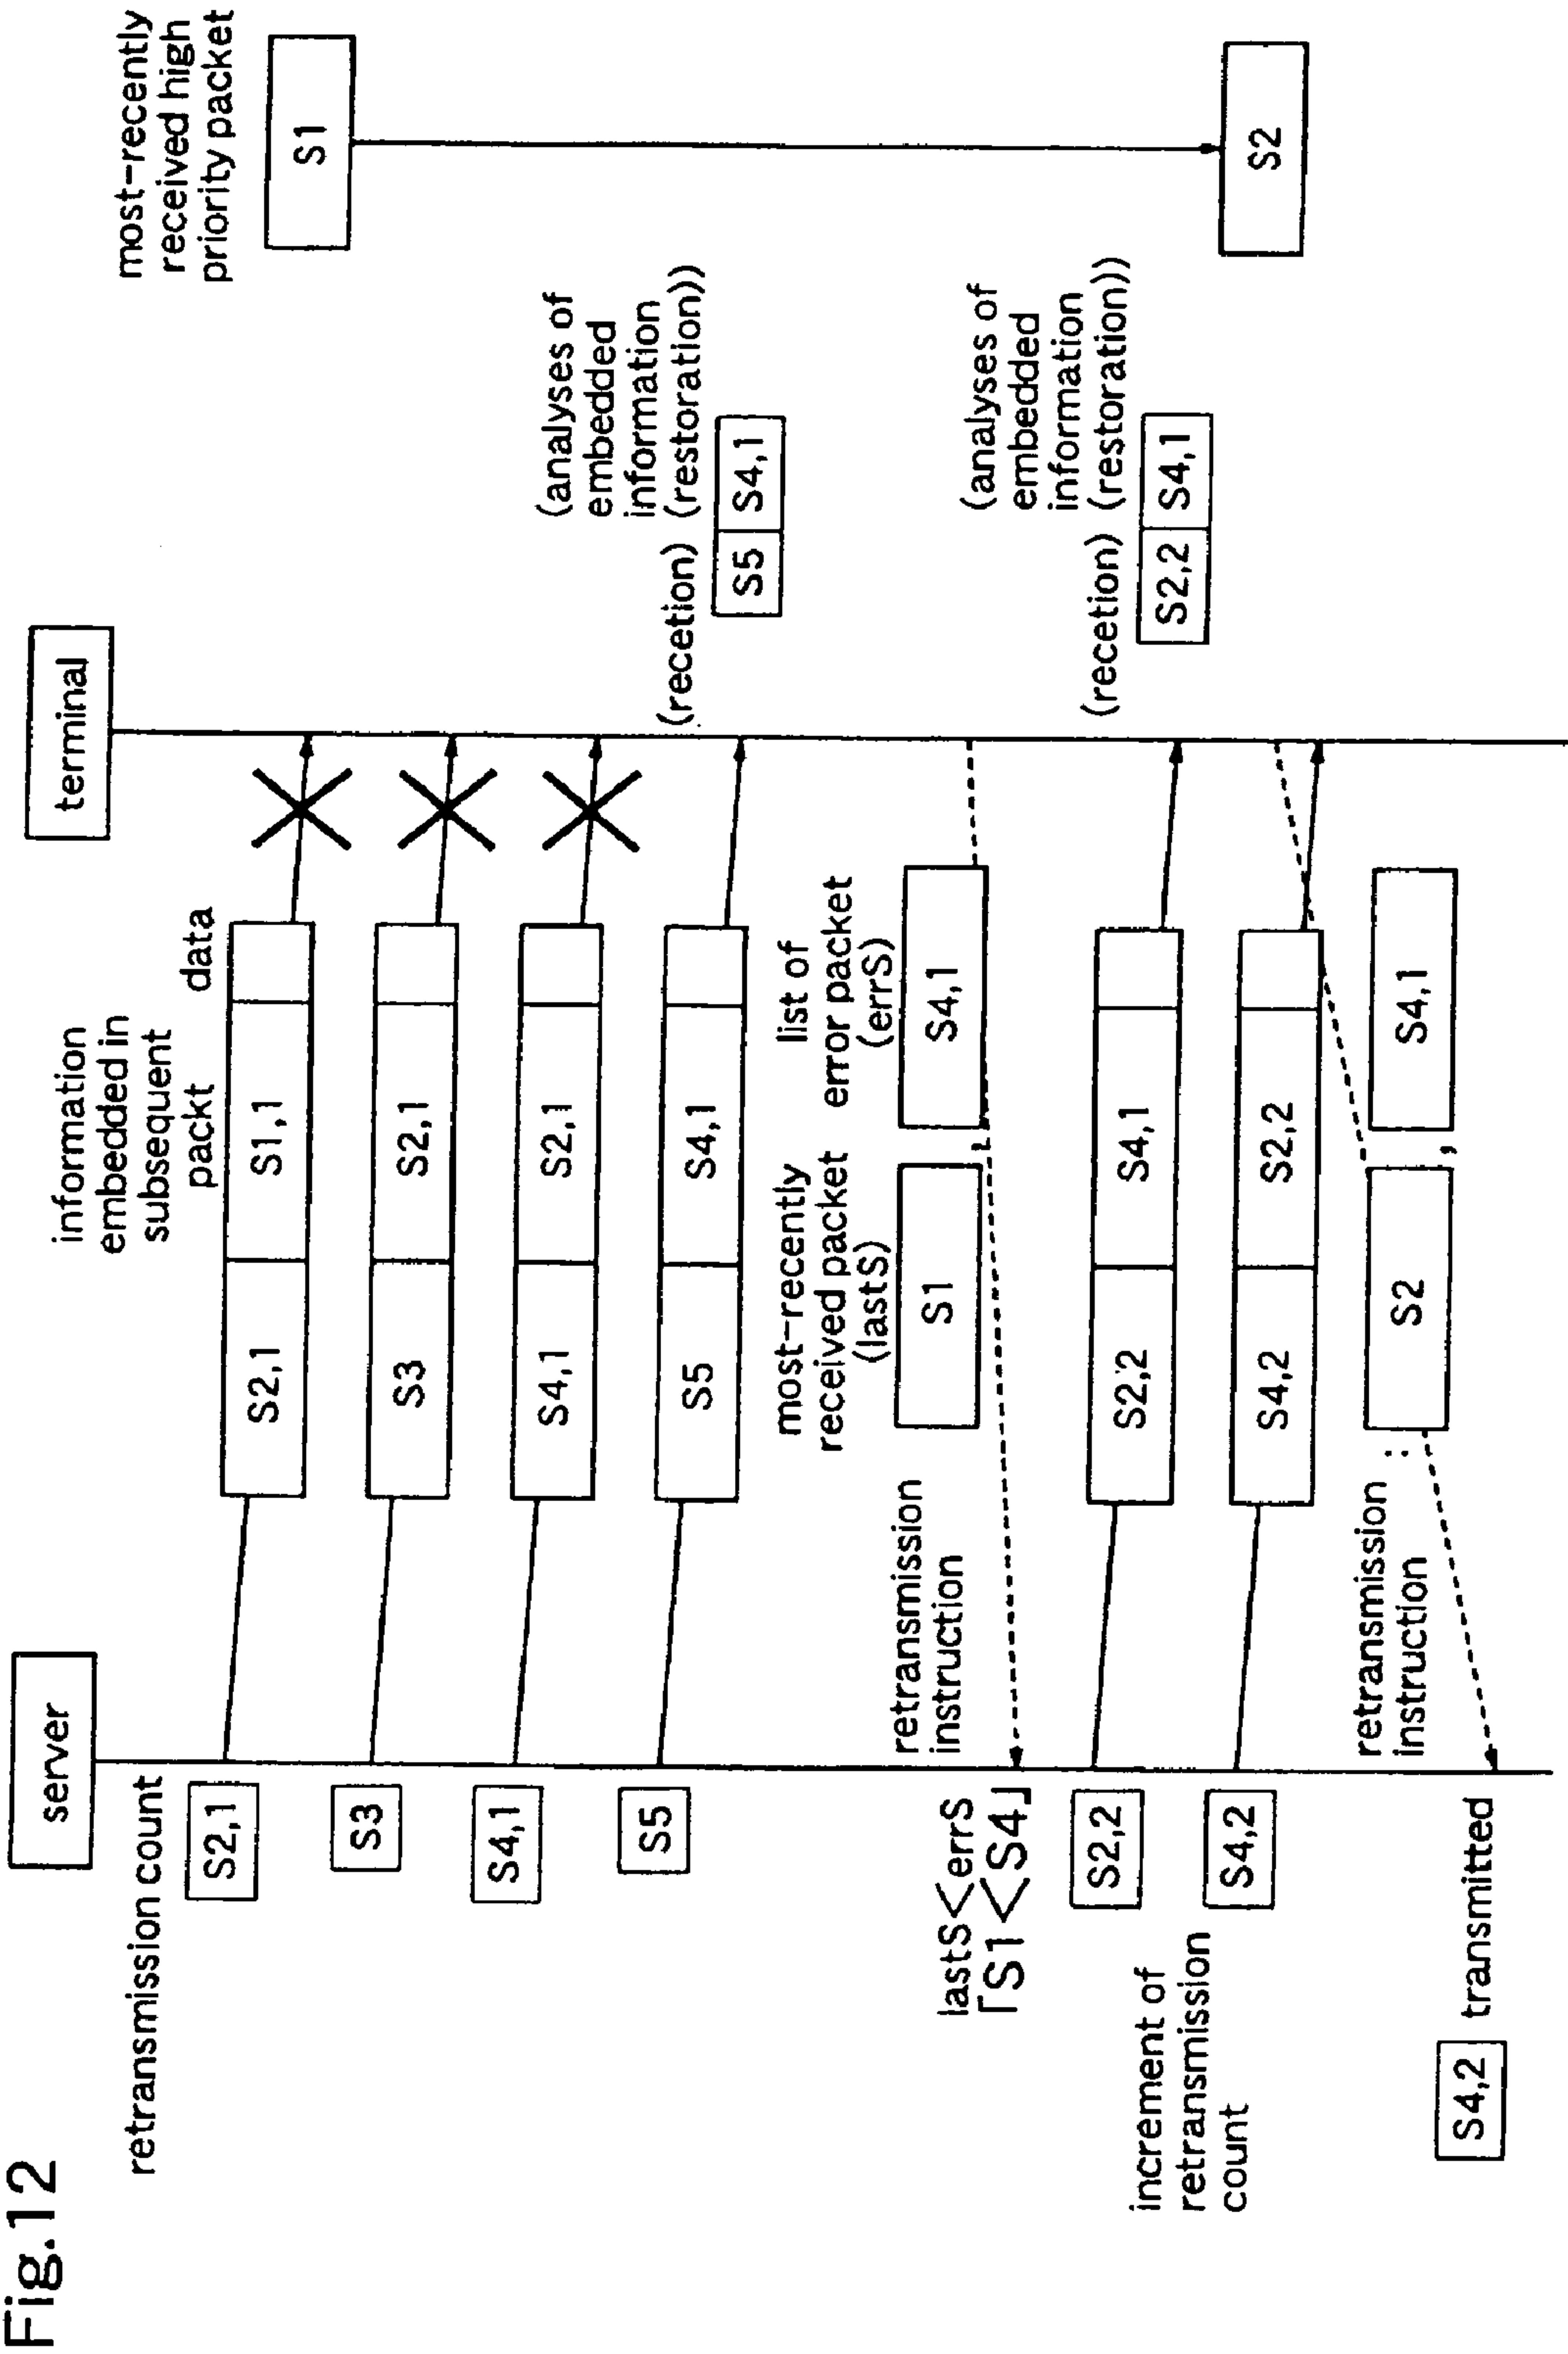 Fig.12
server
terminal
most-recently
received high
priority packet
retransmission count
information
embedded in
subsequent
packt
data
S1
S2,1
S2,1
S1,1
S3
S3
S2,1
S4,1
S4,1
S2,1
(analyses of
embedded
information
(restoration))
(recetion)
S5
S5
S4,1
S5
S4,1
most-recently
received packet
(lastS)
list of
error packet
(errS)
retransmission
instruction
S1
,
S4,1
lastS<errS
「S1<S4」
(analyses of
embedded
information
(restoration))
(recetion)
S2,2
S2,2
S4,1
S2,2
S4,1
increment of
retransmission
count
S4,2
S4,2
S2,2
S2
retransmission
instruction
:
S2
,
S4,1
S4,2
transmitted